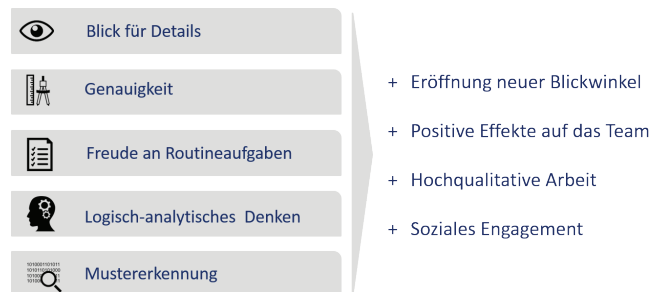 Blick für Details
Genauigkeit
Freude an Routineaufgaben
Logisch-analytisches Denken
Mustererkennung
+ Eröffnung neuer Blickwinkel
+ Positive Effekte auf das Team
+ Hochqualitative Arbeit
+ Soziales Engagement